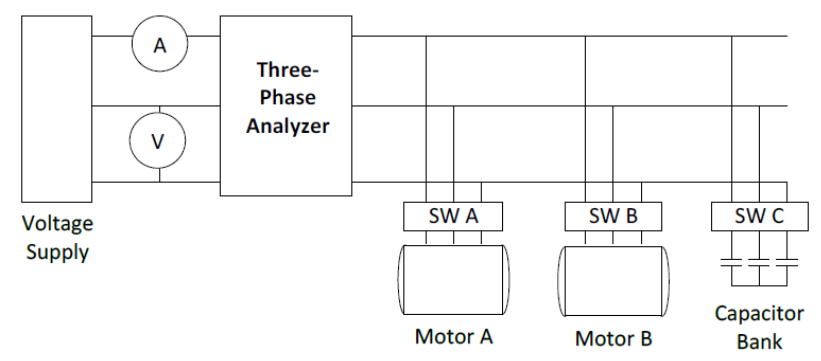 A
V
Three-
Phase
Analyzer
Voltage
Supply
SW A
SW B
SW C
Motor A
Motor B
Capacitor
Bank